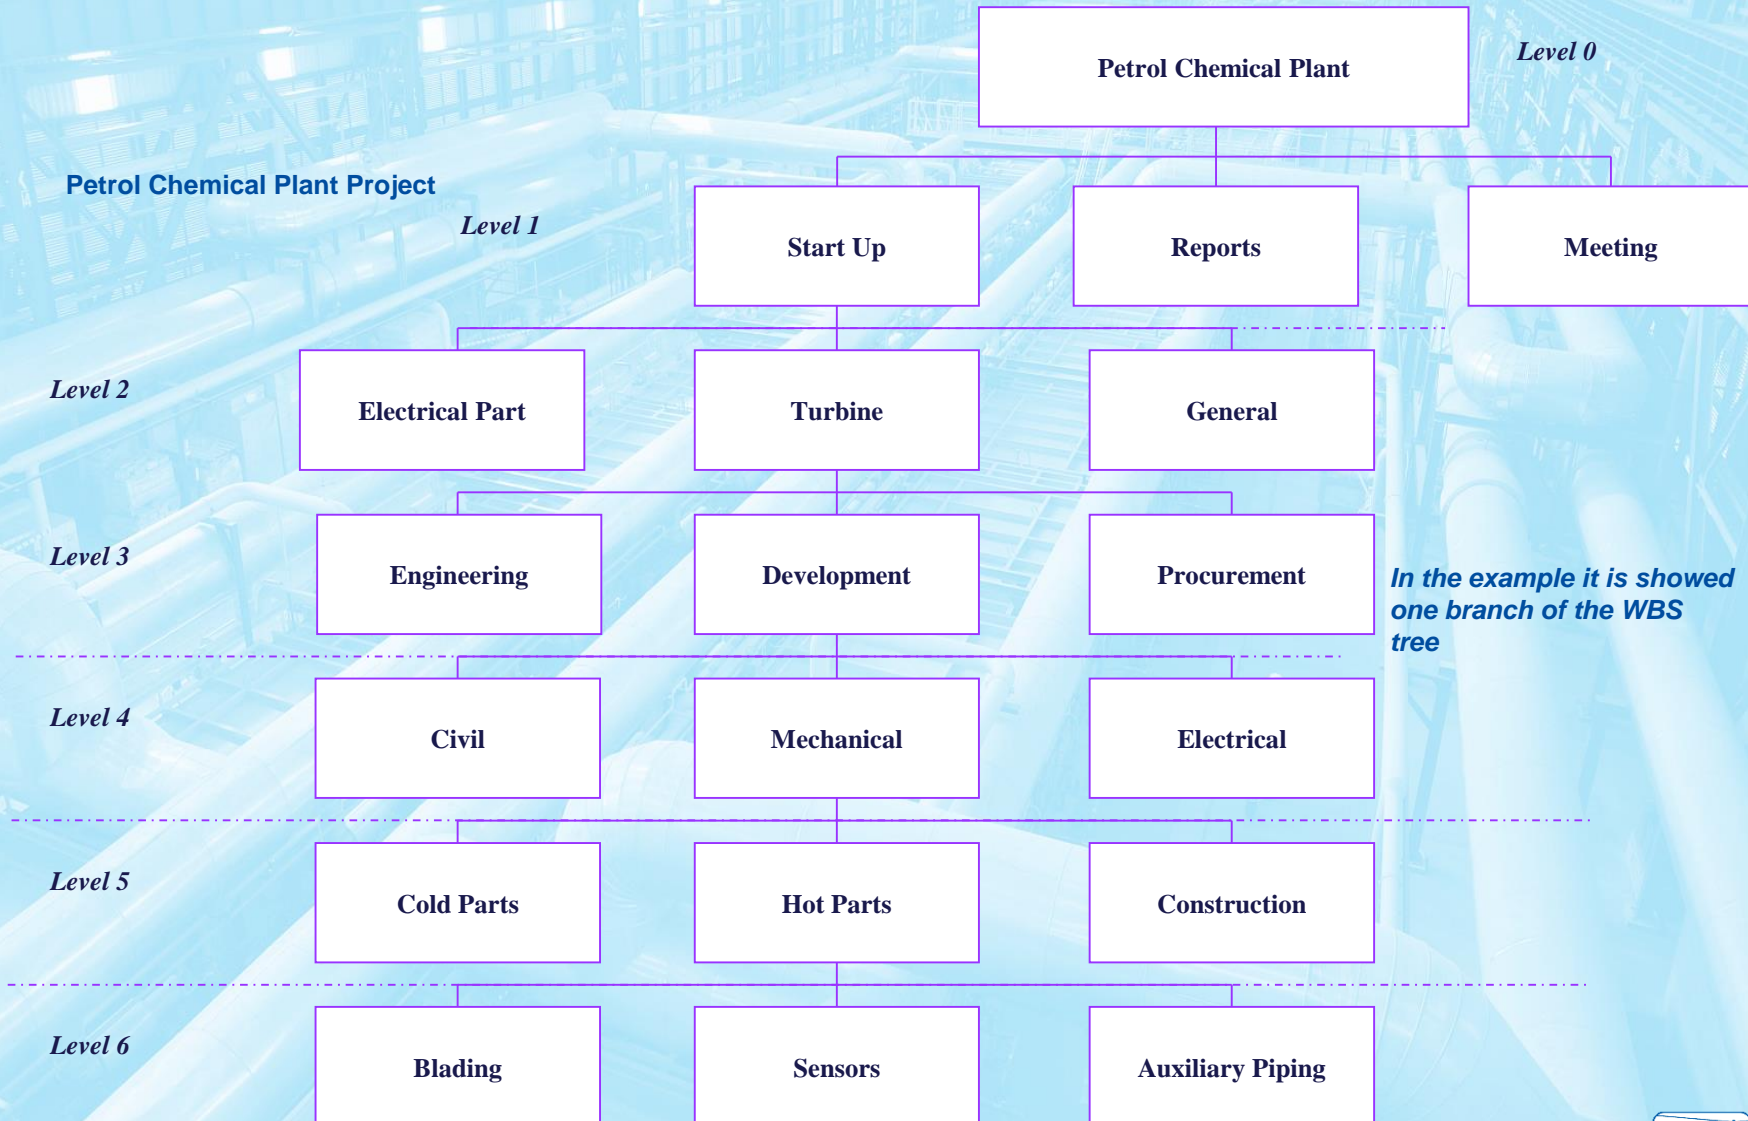 Petrol Chemical Plant
Level 0
Petrol Chemical Plant Project
Level 1
Start Up
Reports
Meeting
Level 2
Electrical Part
Turbine
General
Level 3
Engineering
Development
Procurement
In the example it is showed
one branch of the WBS
tree
Level 4
Civil
Mechanical
Electrical
Level 5
Cold Parts
Hot Parts
Construction
Level 6
Blading
Sensors
Auxiliary Piping